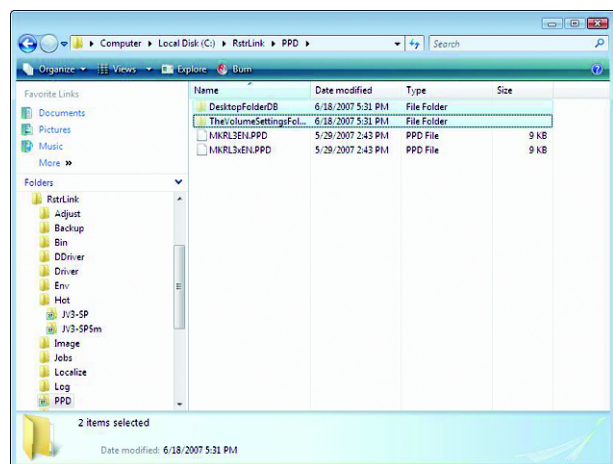 Computer ▸ Local Disk (C:) ▸ RstrLink ▸ PPD ▸
Search
Organize Views Explore Burn
Favorite Links
Documents
Pictures
Music
More »
Folders
RstrLink
Adjust
Backup
Bin
DDriver
Driver
Env
Hot
JV3-SP
JV3-SPSm
Image
Jobs
Localize
Log
PPD
Name Date modified Type Size
DesktopFolderDB 6/18/2007 5:31 PM File Folder
TheVolumeSettingsFol... 6/18/2007 5:31 PM File Folder
MKRL3EN.PPD 5/29/2007 2:43 PM PPD File 9 KB
MKRL3xEN.PPD 5/29/2007 2:43 PM PPD File 9 KB
2 items selected
Date modified: 6/18/2007 5:31 PM